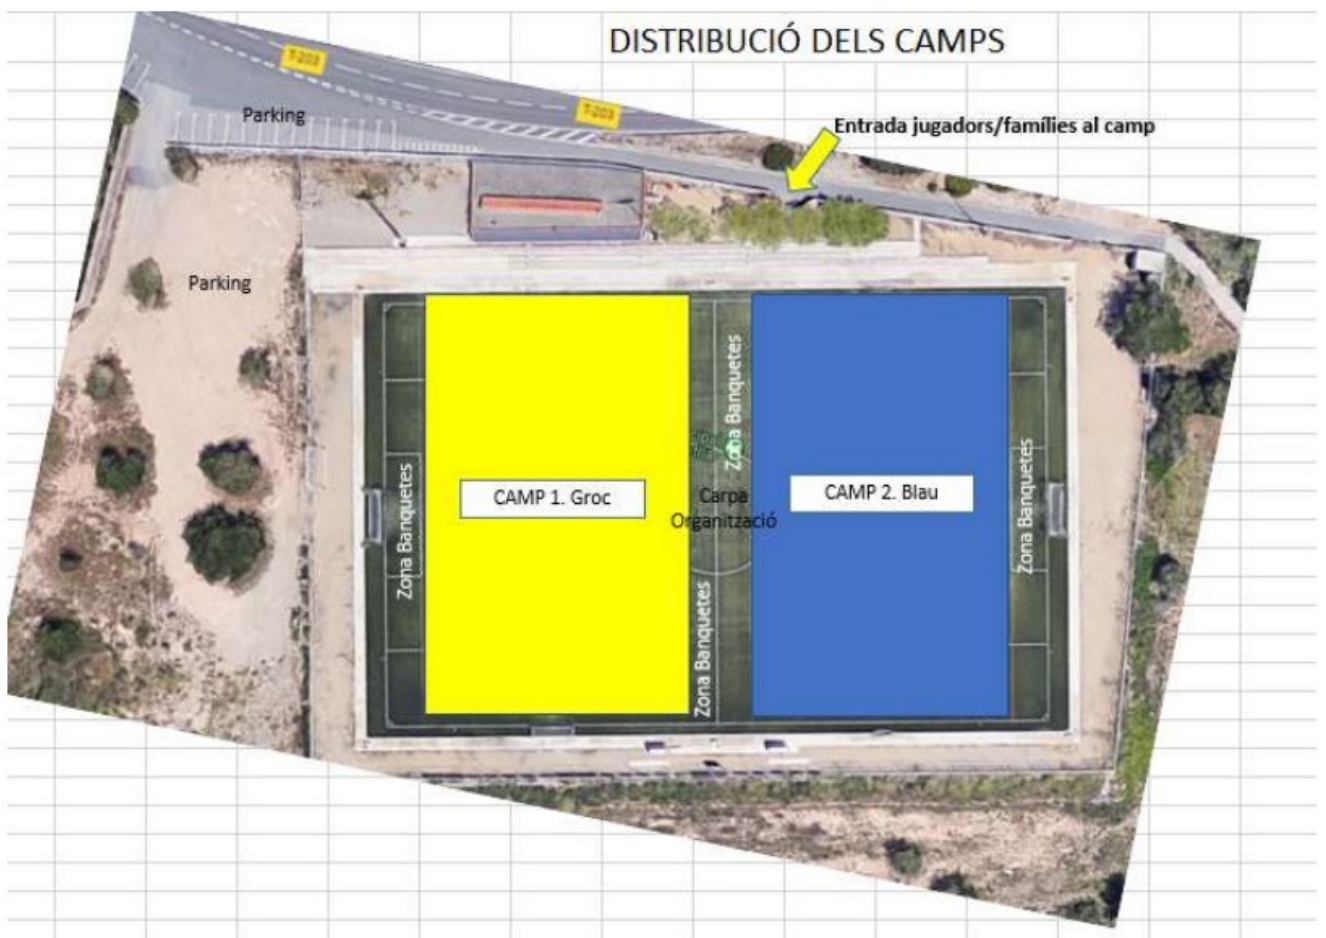 DISTRIBUCIÓ DELS CAMPS
T-203
Parking
T-203
Entrada jugadors/famílies al camp
Parking
Zona Banquetes
CAMP 1. Groc
Zona Banquetes
Carpa
Organització
Zona Banquetes
CAMP 2. Blau
Zona Banquetes